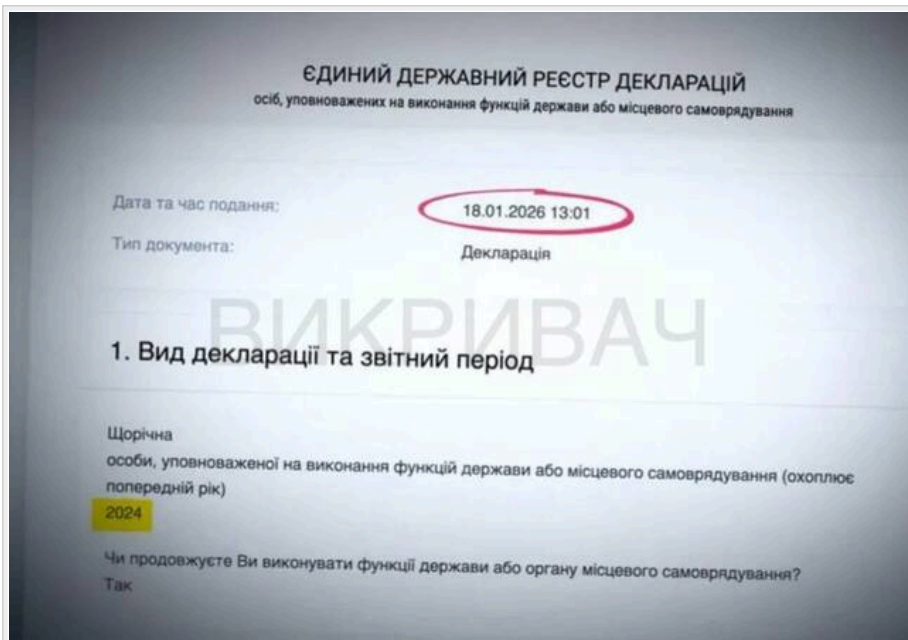 ЄДИНИЙ ДЕРЖАВНИЙ РЕЄСТР ДЕКЛАРАЦІЙ
осіб, уповноважених на виконання функцій держави або місцевого самоврядування
Дата та час подання: 18.01.2026 13:01
Тип документа: Декларація
ВИКРИВАЧ
1. Вид декларації та звітний період
Щорічна
особи, уповноваженої на виконання функцій держави або місцевого самоврядування (охоплює
попередній рік)
2024
Чи продовжуєте Ви виконувати функції держави або органу місцевого самоврядування?
Так